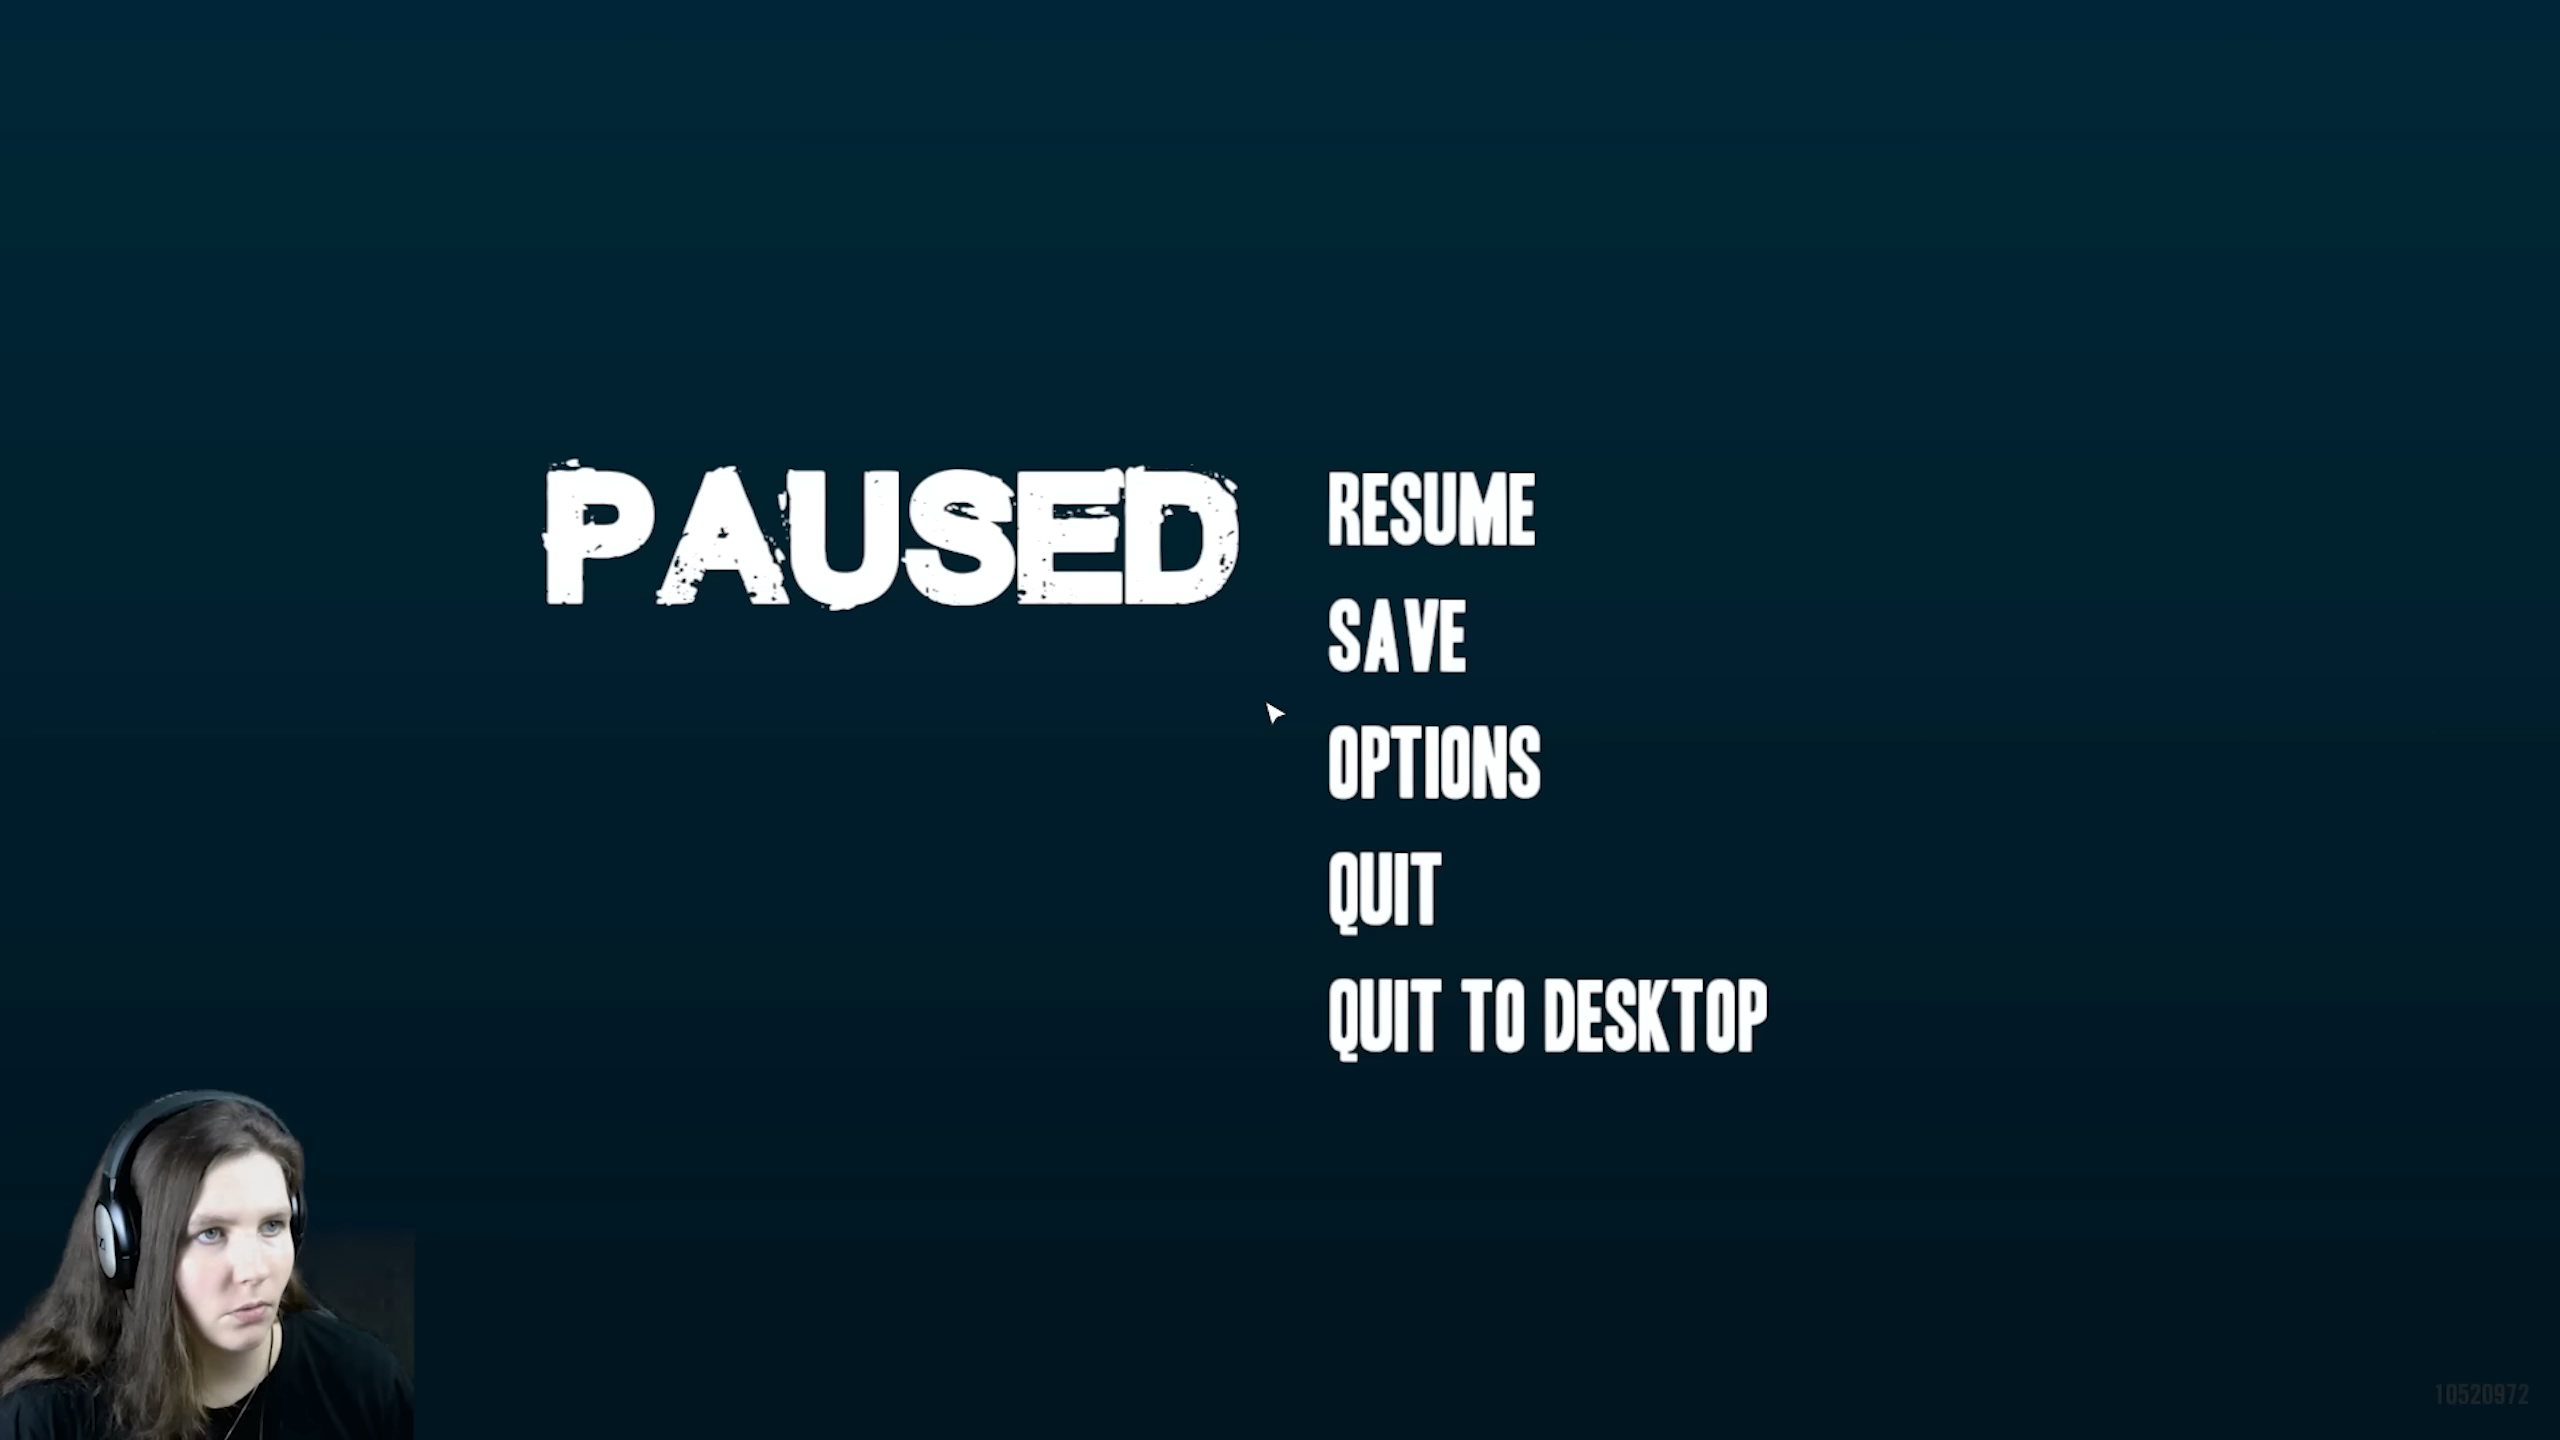 PAUSED
RESUME
SAVE
OPTIONS
QUIT
QUIT TO DESKTOP
10520972